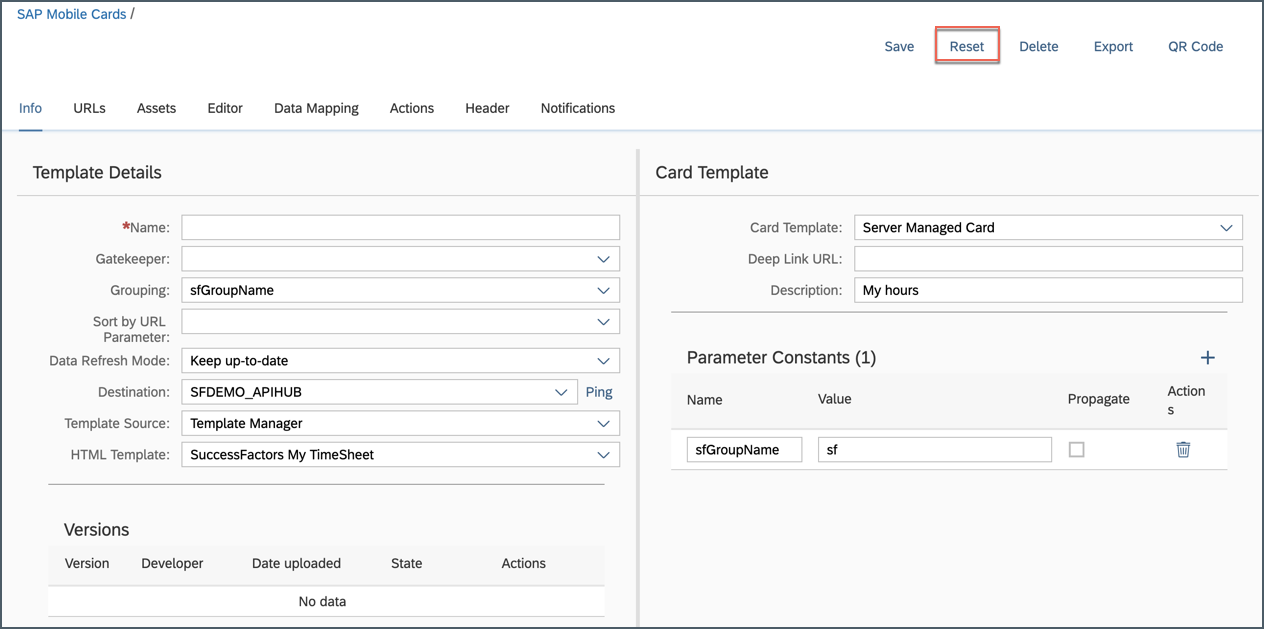 SAP Mobile Cards /
Save Reset Delete Export QR Code
Info URLs Assets Editor Data Mapping Actions Header Notifications
Template Details
*Name:
Gatekeeper:
Grouping: sfGroupName
Sort by URL
Parameter:
Data Refresh Mode: Keep up-to-date
Destination: SFDEMO_APIHUB Ping
Template Source: Template Manager
HTML Template: SuccessFactors My TimeSheet
Versions
Version Developer Date uploaded State Actions
No data
Card Template
Card Template: Server Managed Card
Deep Link URL:
Description: My hours
Parameter Constants (1) +
Name Value Propagate Action
s
sfGroupName sf